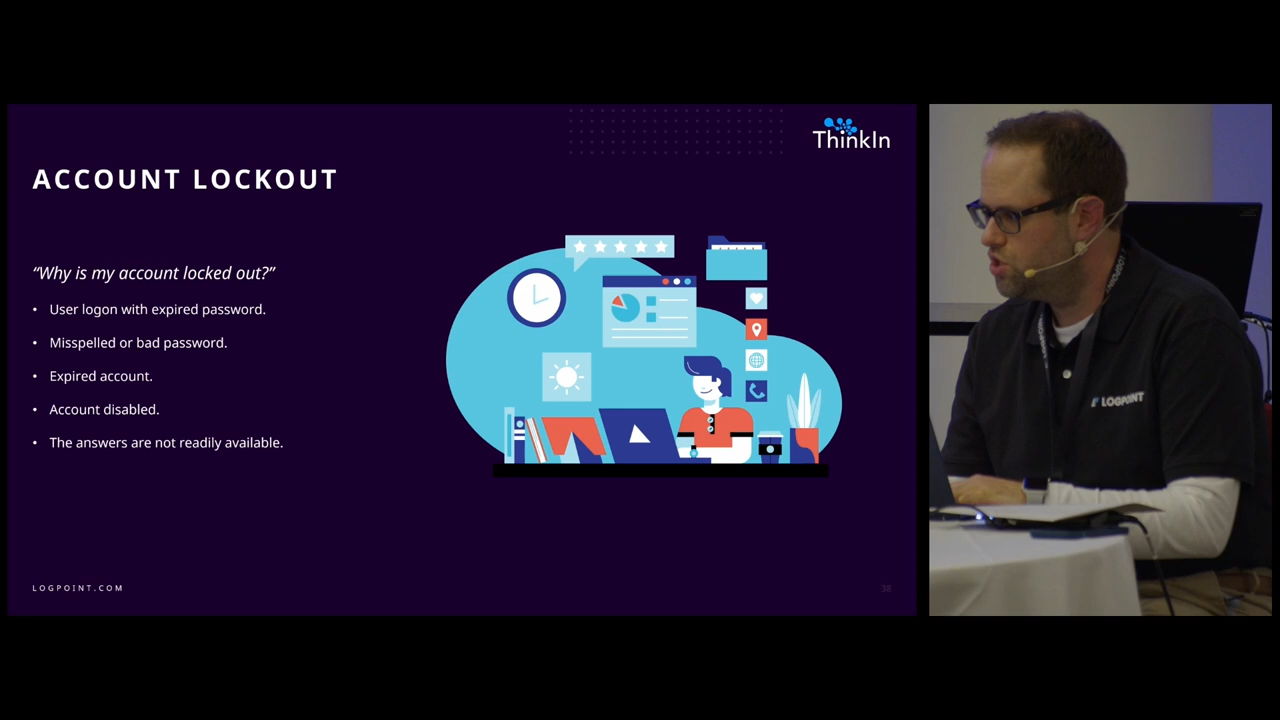 ThinkIn
ACCOUNT LOCKOUT
“Why is my account locked out?”
• User logon with expired password.
• Misspelled or bad password.
• Expired account.
• Account disabled.
• The answers are not readily available.
LOGPOINT.COM
38
LOGPOINT